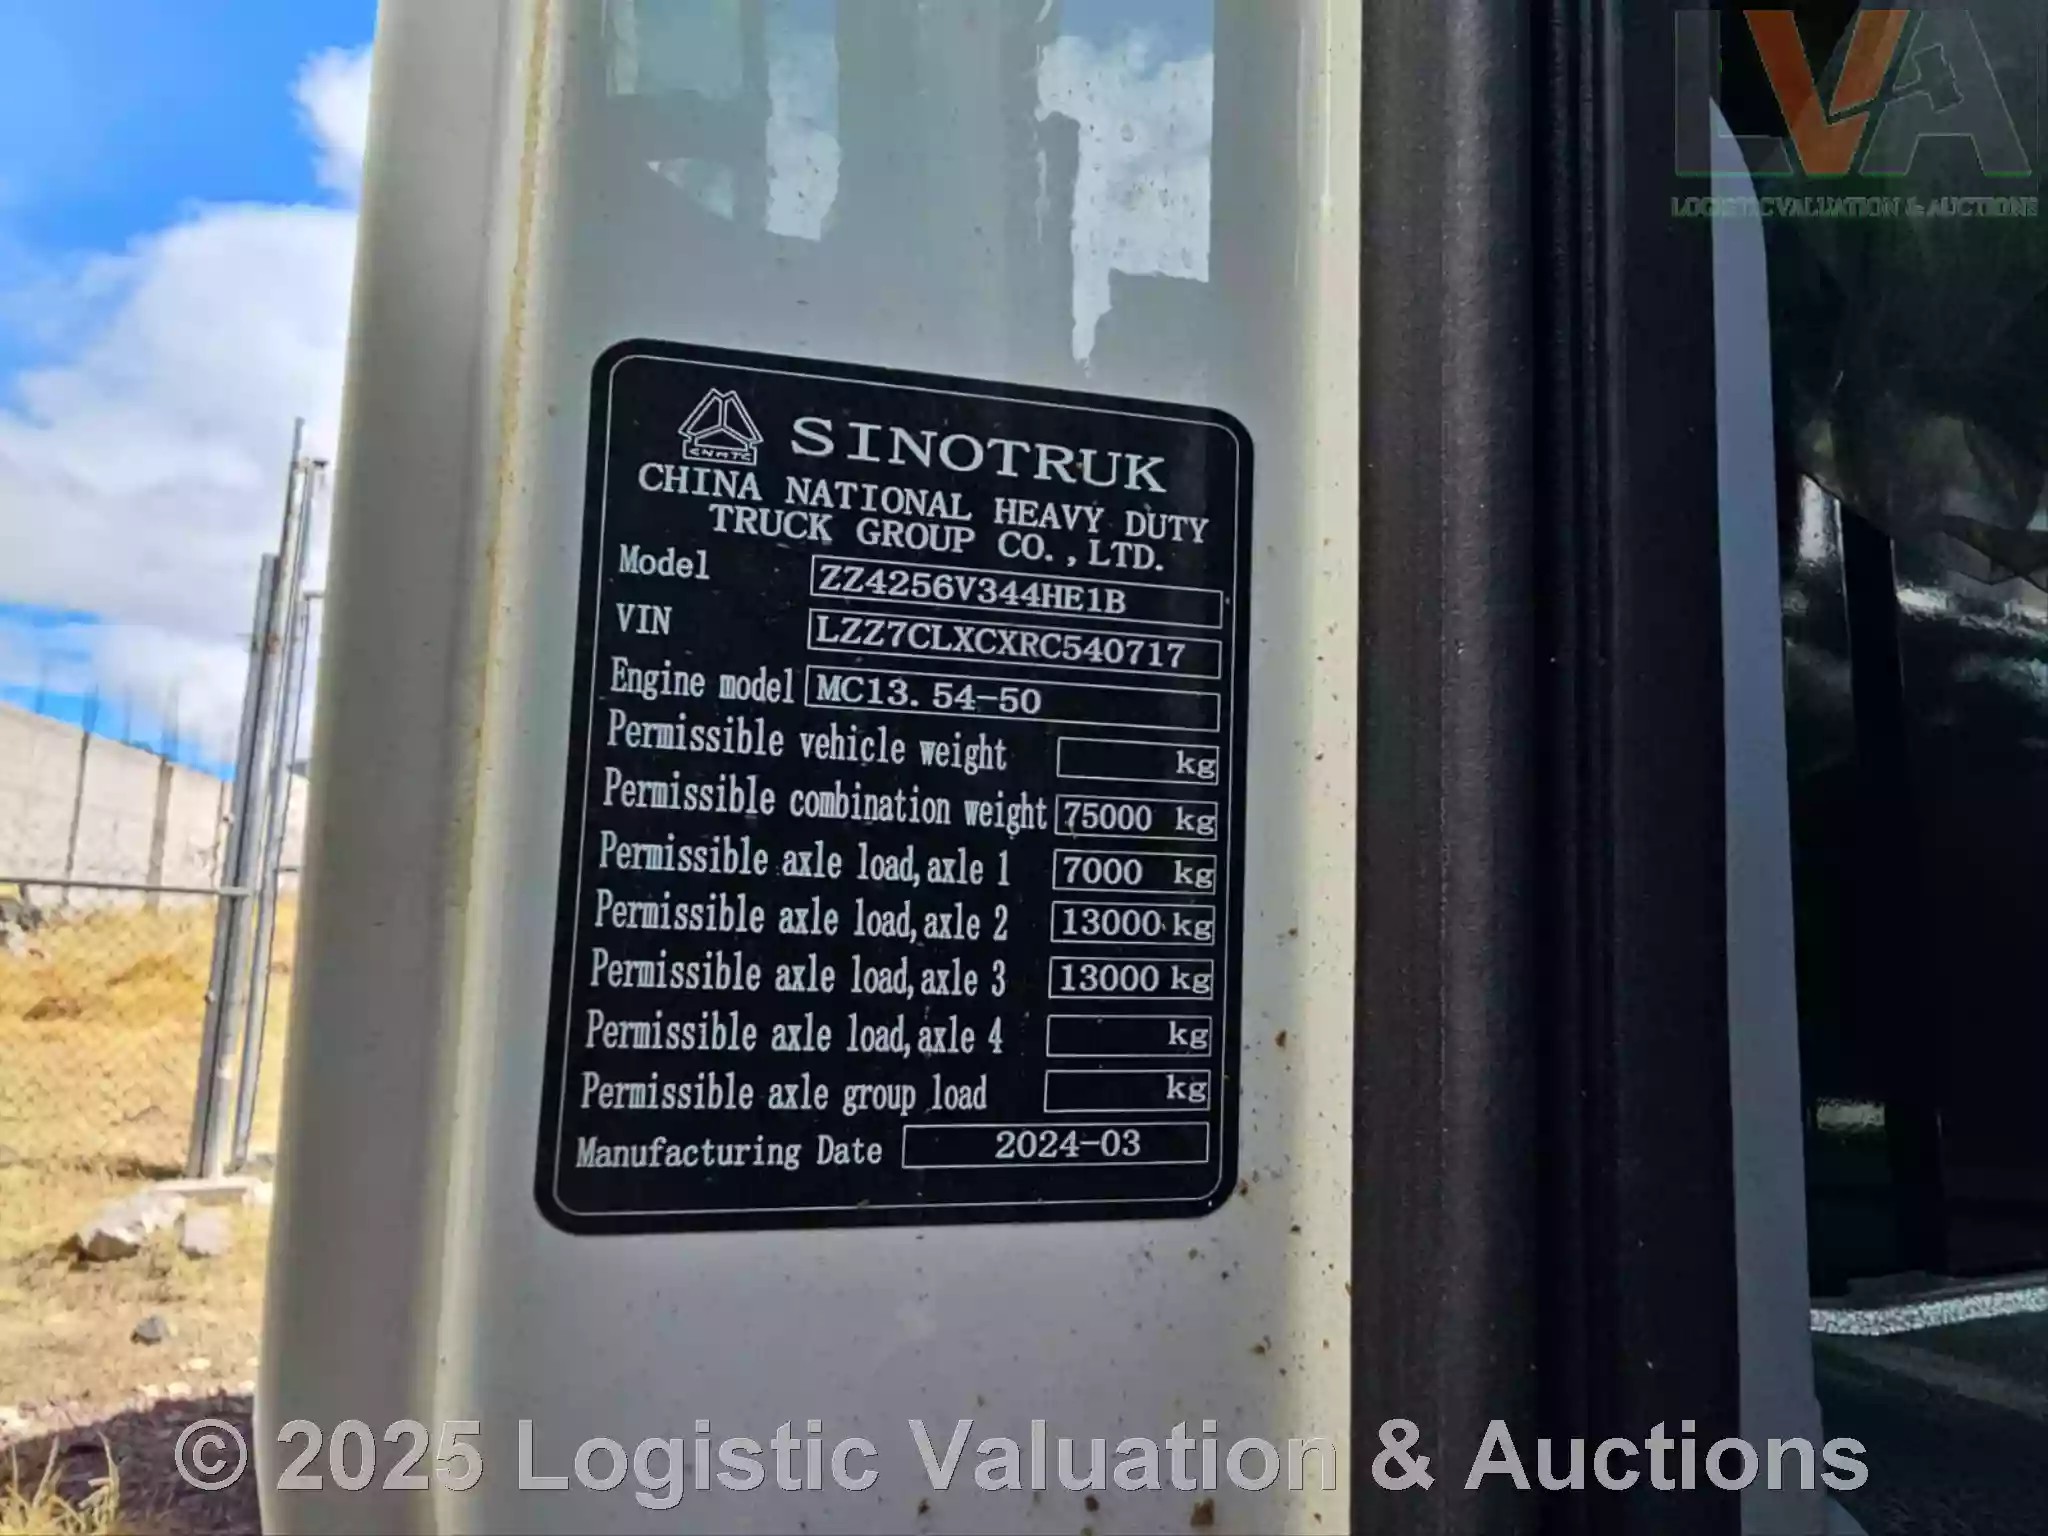 LVA
LOGISTIC VALUATION & AUCTIONS
CNHTC
SINOTRUK
CHINA NATIONAL HEAVY DUTY
TRUCK GROUP CO.,LTD.
Model ZZ4256V344HE1B
VIN LZZ7CLXCXRC540717
Engine model MC13.54-50
Permissible vehicle weight kg
Permissible combination weight 75000 kg
Permissible axle load,axle 1 7000 kg
Permissible axle load,axle 2 13000 kg
Permissible axle load,axle 3 13000 kg
Permissible axle load,axle 4 kg
Permissible axle group load kg
Manufacturing Date 2024-03
© 2025 Logistic Valuation & Auctions